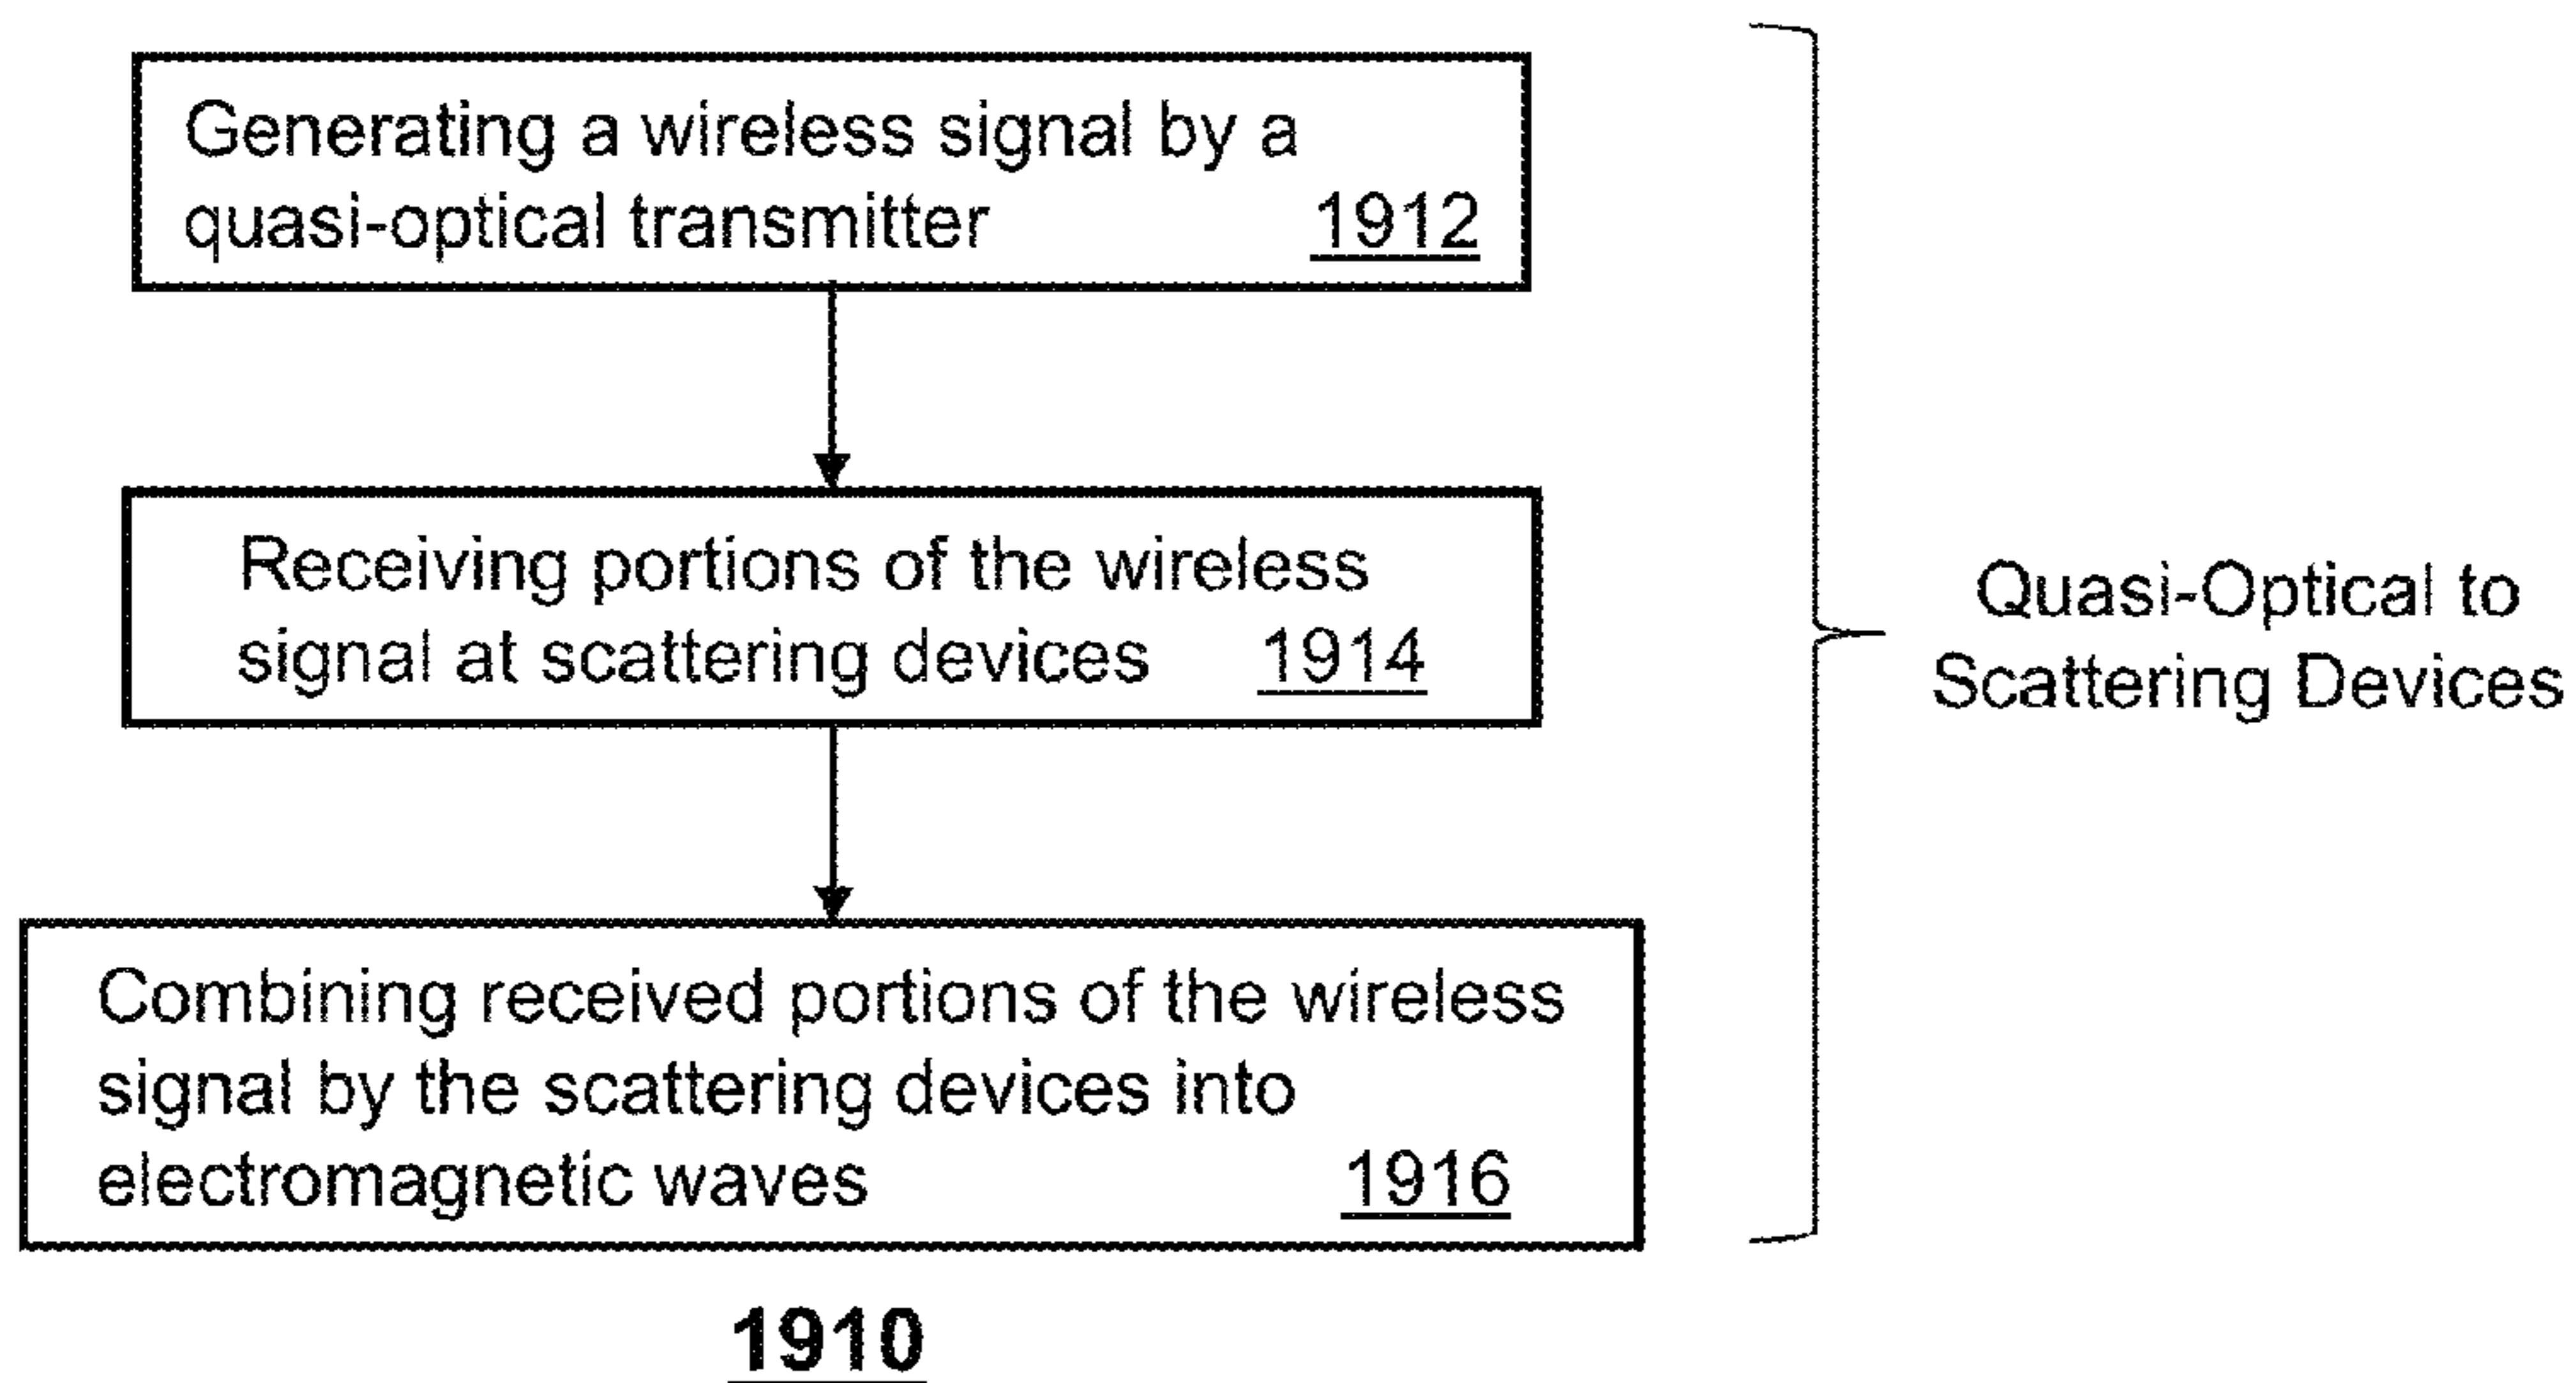 Generating a wireless signal by a
quasi-optical transmitter 1912
Receiving portions of the wireless
signal at scattering devices 1914
Combining received portions of the wireless
signal by the scattering devices into
electromagnetic waves 1916
Quasi-Optical to
Scattering Devices
1910